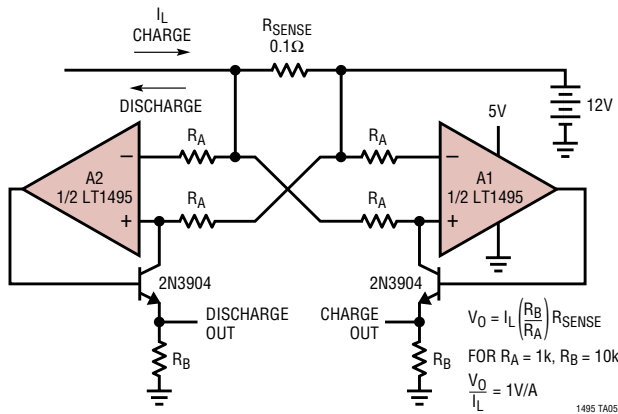 I_L
CHARGE
R_SENSE
0.1Ω
DISCHARGE
12V
5V
R_A
R_A
–
–
A2
1/2 LT1495
A1
1/2 LT1495
+
R_A
R_A
+
2N3904
2N3904
DISCHARGE
OUT
CHARGE
OUT
R_B
R_B
V_O = I_L (R_B/R_A) R_SENSE
FOR R_A = 1k, R_B = 10k
V_O/I_L = 1V/A
1495 TA05